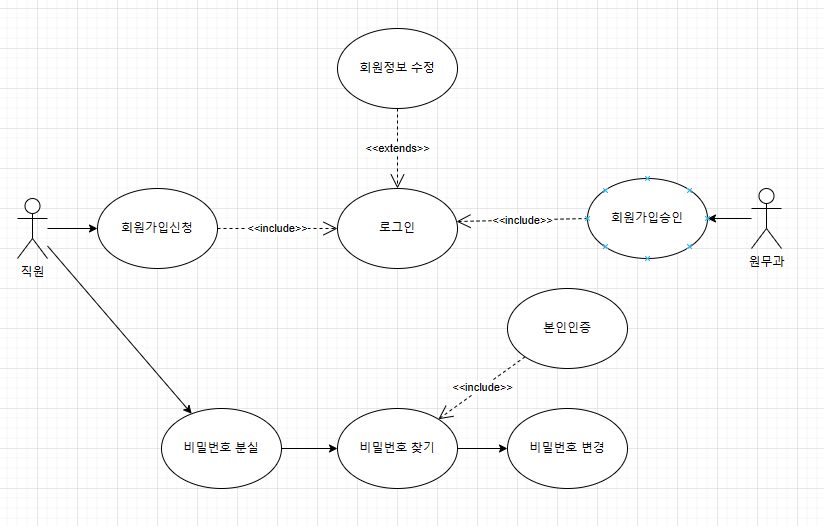 회원정보 수정
<<extends>>
회원가입신청
<<include>>
로그인
<<include>>
회원가입승인
직원
원무과
본인인증
<<include>>
비밀번호 분실
비밀번호 찾기
비밀번호 변경